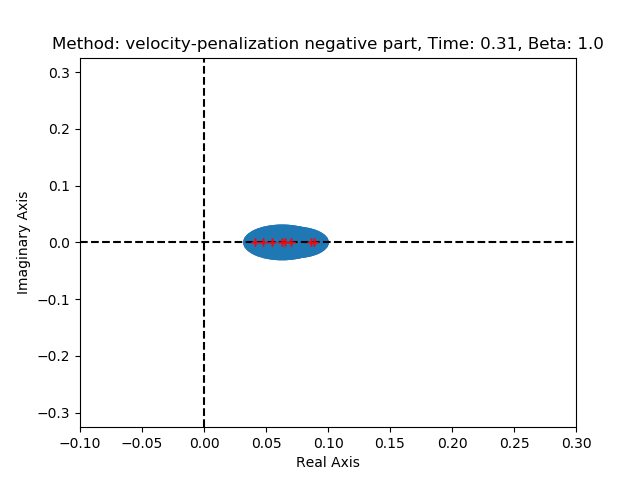 Method: velocity-penalization negative part, Time: 0.31, Beta: 1.0
0.3
0.2
0.1
0.0
−0.1
−0.2
−0.3
Imaginary Axis
−0.10 −0.05 0.00 0.05 0.10 0.15 0.20 0.25 0.30
Real Axis